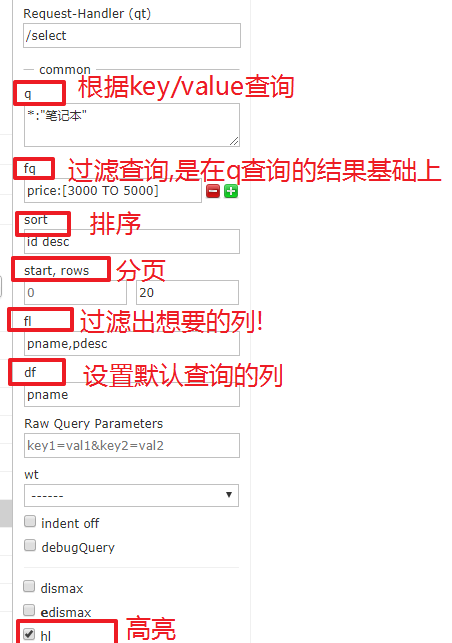 Request-Handler (qt)
/select
common
q 根据key/value查询
*:"笔记本"
fq 过滤查询,是在q查询的结果基础上
price:[3000 TO 5000]
sort 排序
id desc
start, rows 分页
0 20
fl 过滤出想要的列!
pname,pdesc
df 设置默认查询的列
pname
Raw Query Parameters
key1=val1&key2=val2
wt
------
indent off
debugQuery
dismax
edismax
hl 高亮